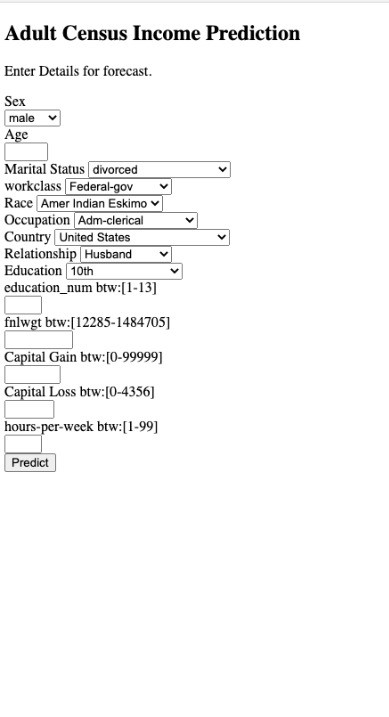 Adult Census Income Prediction
Enter Details for forecast.
Sex
male
Age
Marital Status divorced
workclass Federal-gov
Race Amer Indian Eskimo
Occupation Adm-clerical
Country United States
Relationship Husband
Education 10th
education_num btw:[1-13]
fnlwgt btw:[12285-1484705]
Capital Gain btw:[0-99999]
Capital Loss btw:[0-4356]
hours-per-week btw:[1-99]
Predict